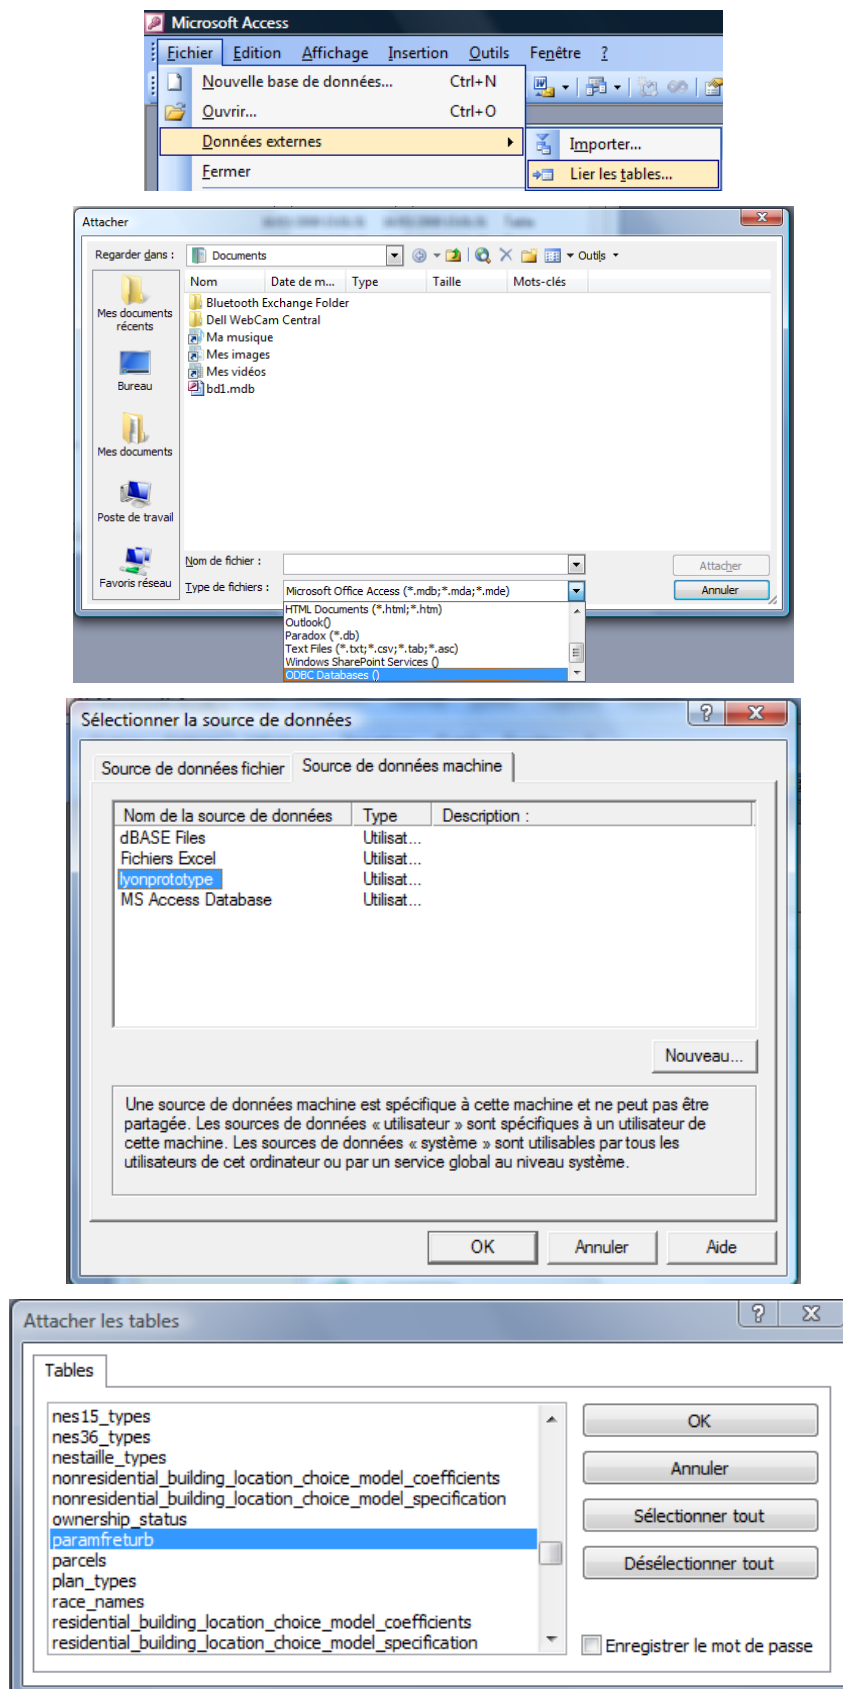 Microsoft Access
Fichier Edition Affichage Insertion Outils Fenêtre ?
Nouvelle base de données... Ctrl+N
Ouvrir... Ctrl+O
Données externes
Importer...
Fermer
Lier les tables...
Attacher
Regarder dans : Documents Outils
Nom Date de m... Type Taille Mots-clés
Mes documents récents
Bureau
Mes documents
Poste de travail
Favoris réseau
Bluetooth Exchange Folder
Dell WebCam Central
Ma musique
Mes images
Mes vidéos
bd1.mdb
Nom de fichier : Attacher
Type de fichiers : Microsoft Office Access (*.mdb;*.mda;*.mde) Annuler
HTML Documents (*.html;*.htm)
Outlook()
Paradox (*.db)
Text Files (*.txt;*.csv;*.tab;*.asc)
Windows SharePoint Services ()
ODBC Databases ()
Sélectionner la source de données
Source de données fichier Source de données machine
Nom de la source de données Type Description :
dBASE Files Utilisat...
Fichiers Excel Utilisat...
lyonprototype Utilisat...
MS Access Database Utilisat...
Nouveau...
Une source de données machine est spécifique à cette machine et ne peut pas être
partagée. Les sources de données « utilisateur » sont spécifiques à un utilisateur de
cette machine. Les sources de données « système » sont utilisables par tous les
utilisateurs de cet ordinateur ou par un service global au niveau système.
OK Annuler Aide
Attacher les tables
Tables
nes15_types
nes36_types
nestaille_types
nonresidential_building_location_choice_model_coefficients
nonresidential_building_location_choice_model_specification
ownership_status
paramfreturb
parcels
plan_types
race_names
residential_building_location_choice_model_coefficients
residential_building_location_choice_model_specification
OK
Annuler
Sélectionner tout
Désélectionner tout
Enregistrer le mot de passe